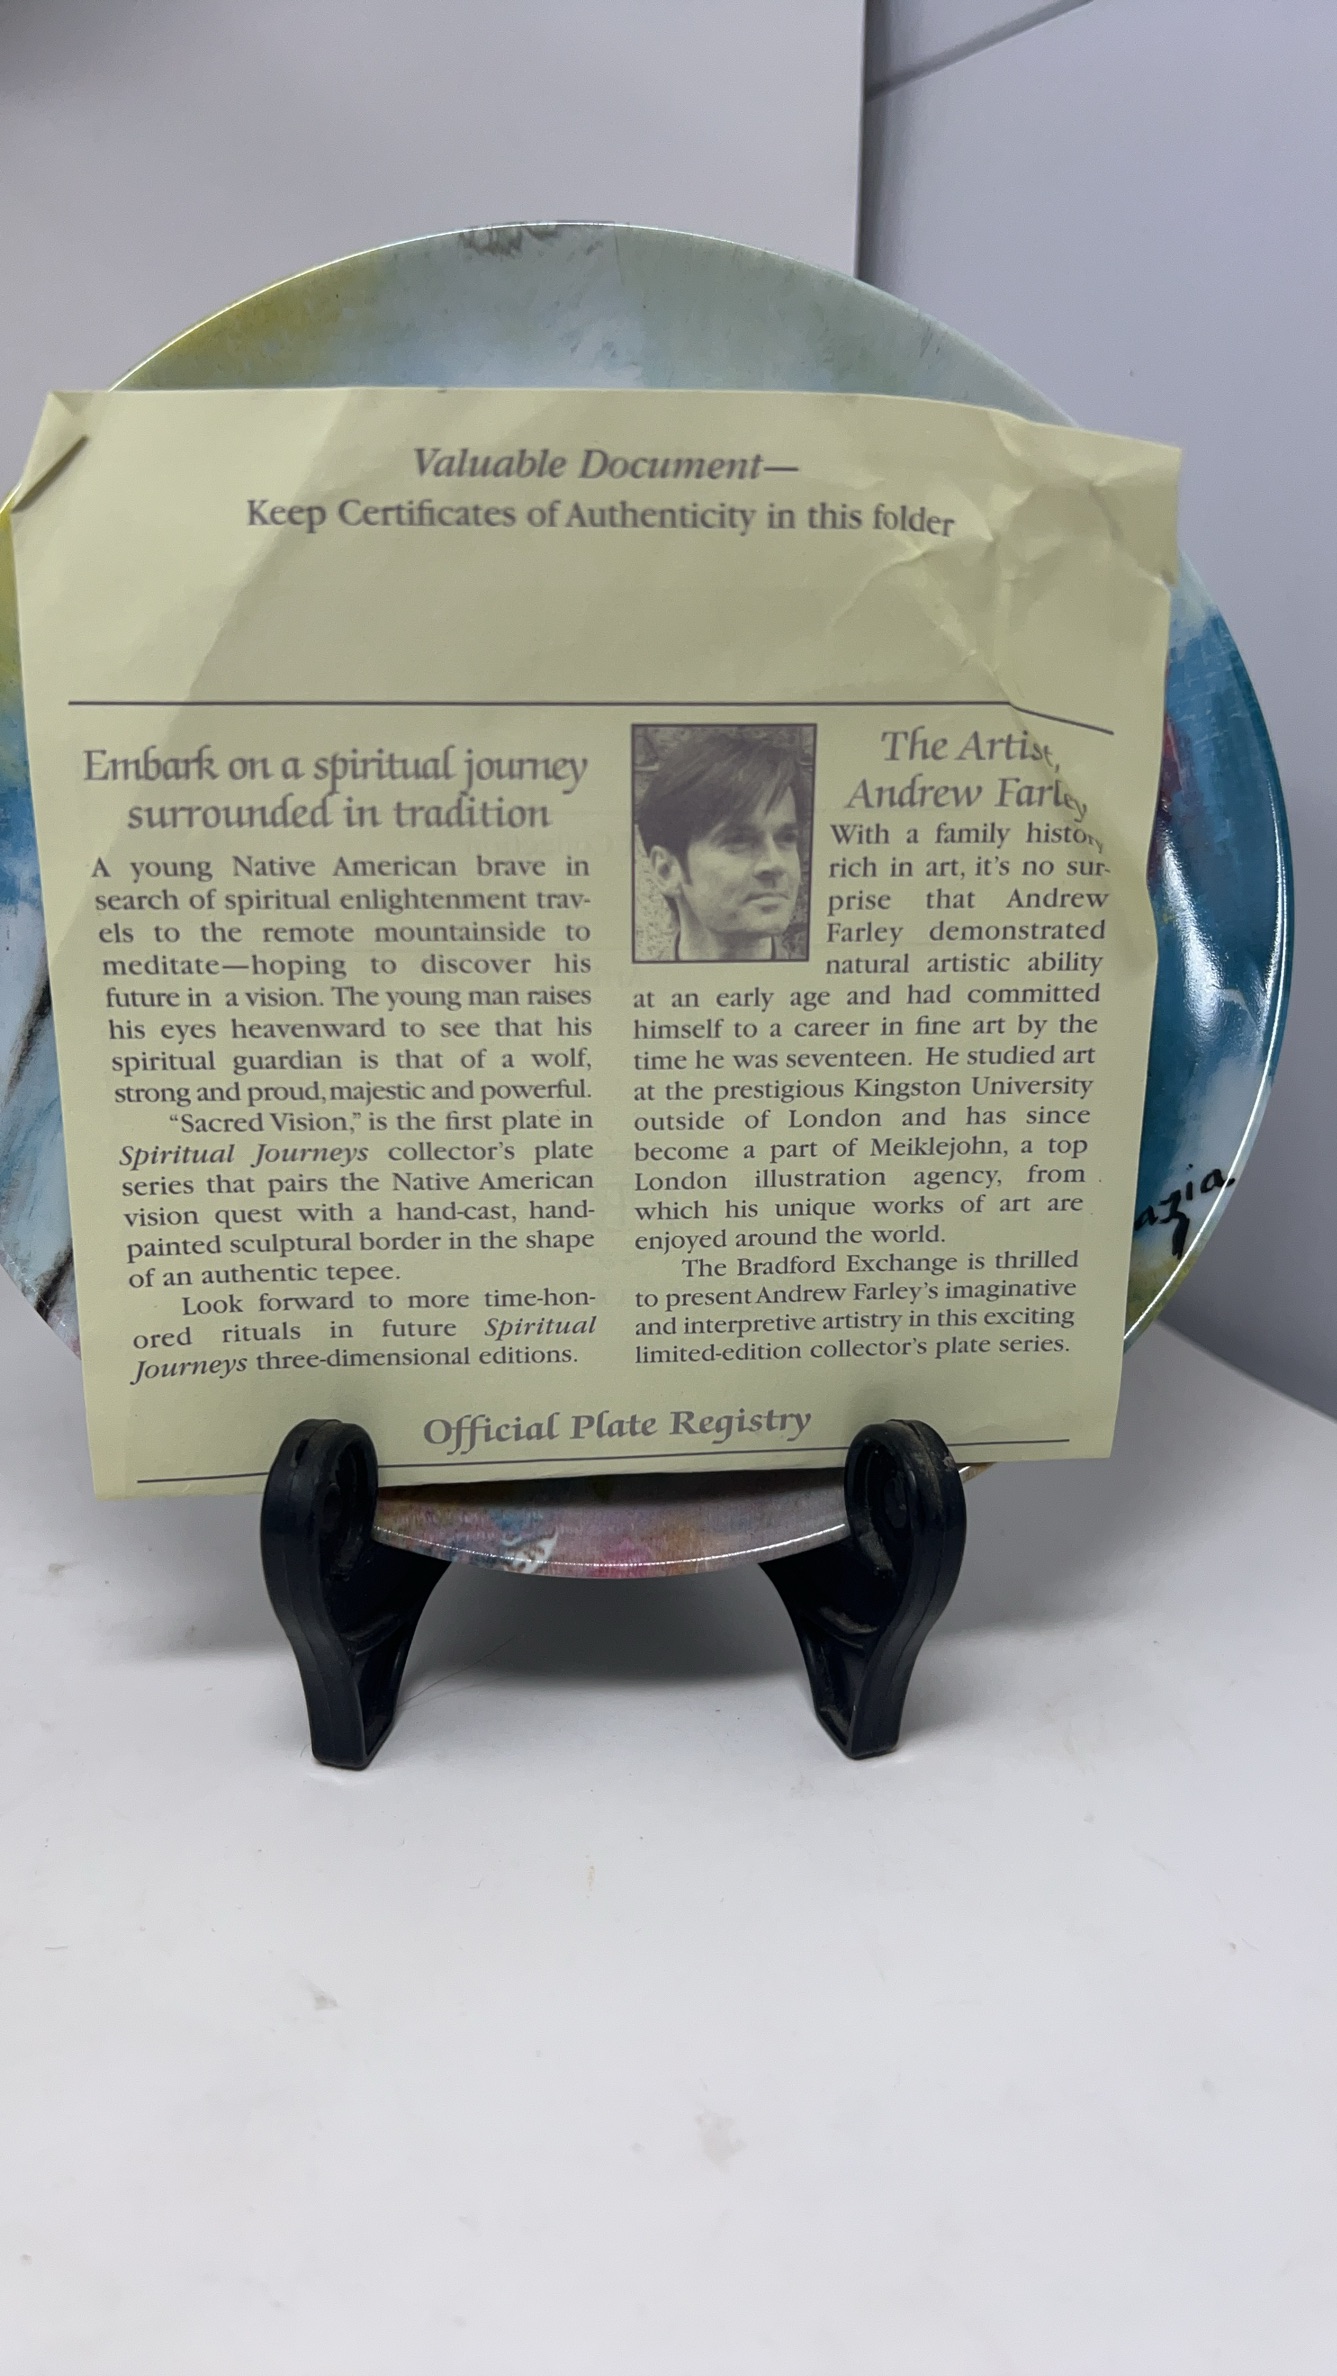 Valuable Document—
Keep Certificates of Authenticity in this folder
Embark on a spiritual journey
surrounded in tradition
A young Native American brave in
search of spiritual enlightenment trav-
els to the remote mountainside to
meditate—hoping to discover his
future in a vision. The young man raises
his eyes heavenward to see that his
spiritual guardian is that of a wolf,
strong and proud, majestic and powerful.
"Sacred Vision," is the first plate in
Spiritual Journeys collector's plate
series that pairs the Native American
vision quest with a hand-cast, hand-
painted sculptural border in the shape
of an authentic tepee.
Look forward to more time-hon-
ored rituals in future Spiritual
Journeys three-dimensional editions.
The Artist,
Andrew Farley
With a family history
rich in art, it's no sur-
prise that Andrew
Farley demonstrated
natural artistic ability
at an early age and had committed
himself to a career in fine art by the
time he was seventeen. He studied art
at the prestigious Kingston University
outside of London and has since
become a part of Meiklejohn, a top
London illustration agency, from
which his unique works of art are
enjoyed around the world.
The Bradford Exchange is thrilled
to present Andrew Farley's imaginative
and interpretive artistry in this exciting
limited-edition collector's plate series.
Official Plate Registry